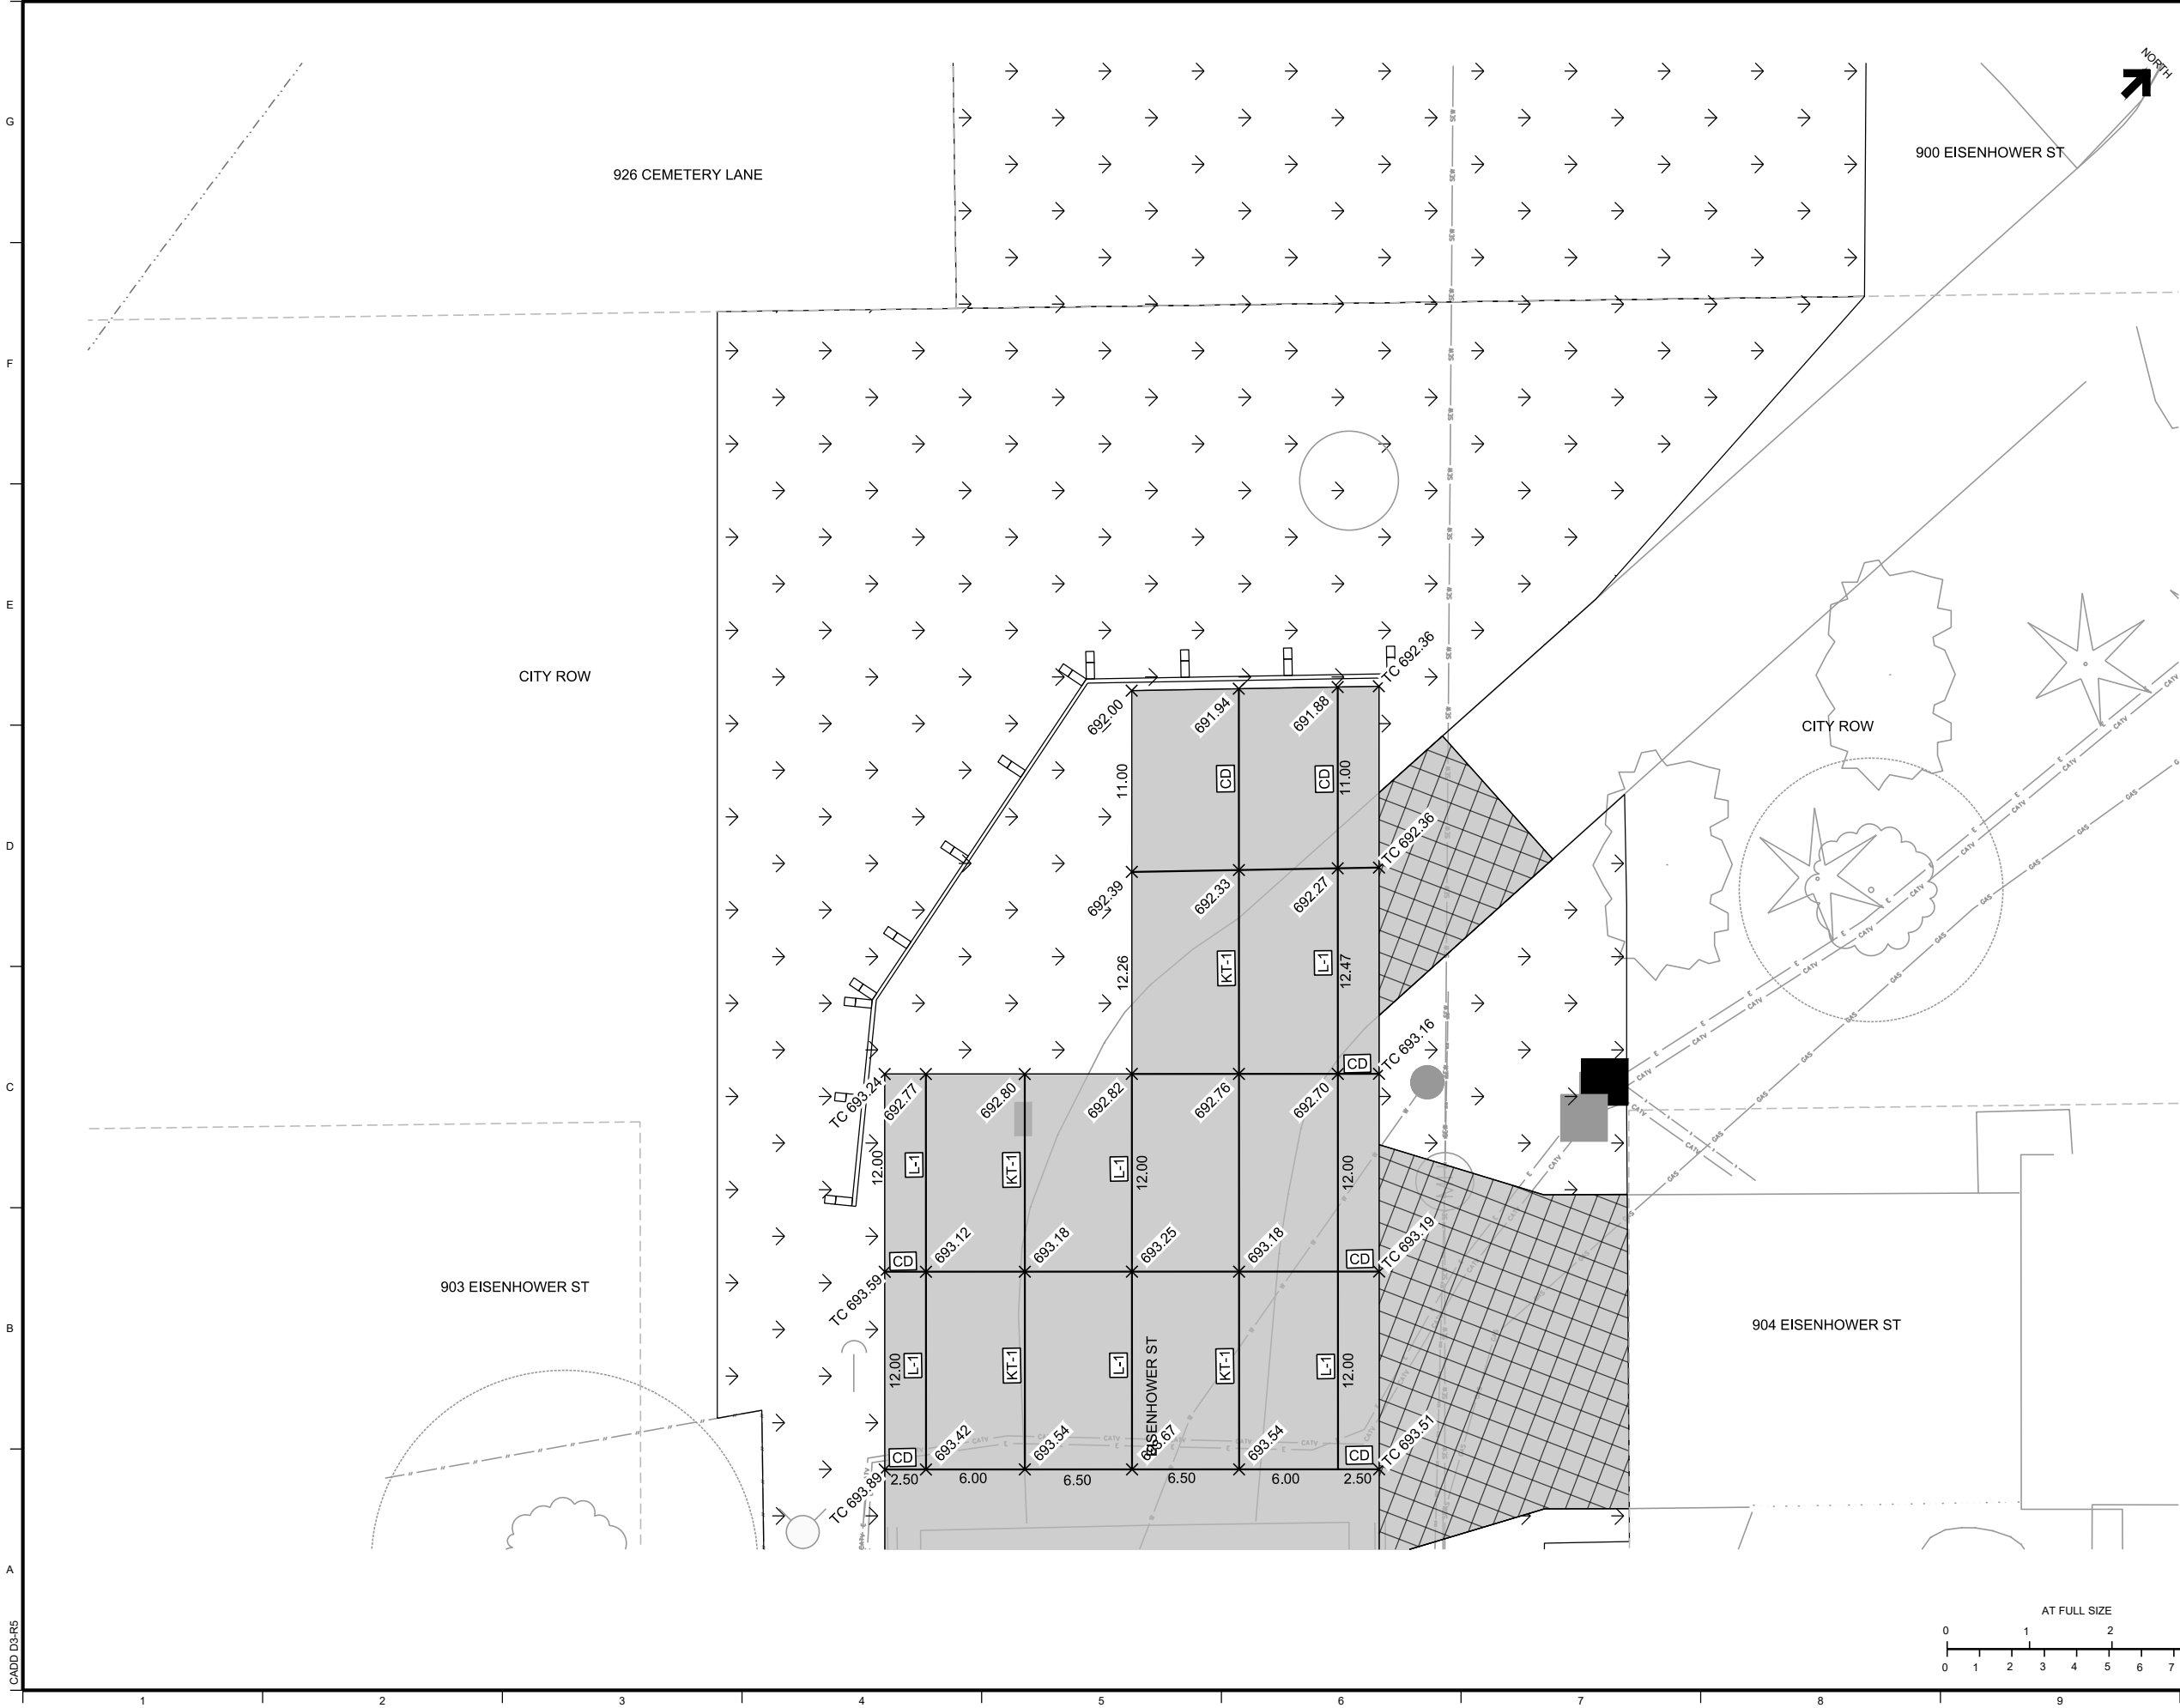 NORTH
G
926 CEMETERY LANE
900 EISENHOWER ST
F
E
CITY ROW
CITY ROW
TC 692.36
692.00
691.94
691.88
11.00
CD
CD
11.00
D
TC 692.36
692.39
692.33
692.27
12.26
KT-1
L-1
12.47
CD
TC 693.16
C
TC 693.24
692.77
692.80
692.82
692.76
692.70
12.00
L-1
KT-1
L-1
12.00
12.00
CD
693.12
693.18
693.25
693.18
CD
TC 693.19
TC 693.59
903 EISENHOWER ST
904 EISENHOWER ST
B
12.00
L-1
KT-1
L-1
EISENHOWER ST
KT-1
L-1
12.00
CD
693.42
693.54
693.67
693.54
CD
TC 693.51
TC 693.89
2.50
6.00
6.50
6.50
6.00
2.50
CATV
E
GAS
A
CADD D3-R5
AT FULL SIZE
0 1 2
0 1 2 3 4 5 6 7
1 2 3 4 5 6 7 8 9